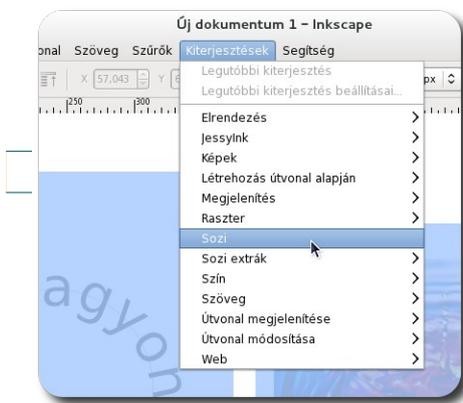 Új dokumentum 1 – Inkscape
onal Szöveg Szűrők Kiterjesztések Segítség
Legutóbbi kiterjesztés
X 57,043 Y 6 px
Legutóbbi kiterjesztés beállításai...
250 300
Elrendezés
JessyInk
Képek
Létrehozás útvonal alapján
Megjelenítés
Raszter
Sozi
Sozi extrák
Szín
Szöveg
Útvonal megjelenítése
Útvonal módosítása
Web
agyon